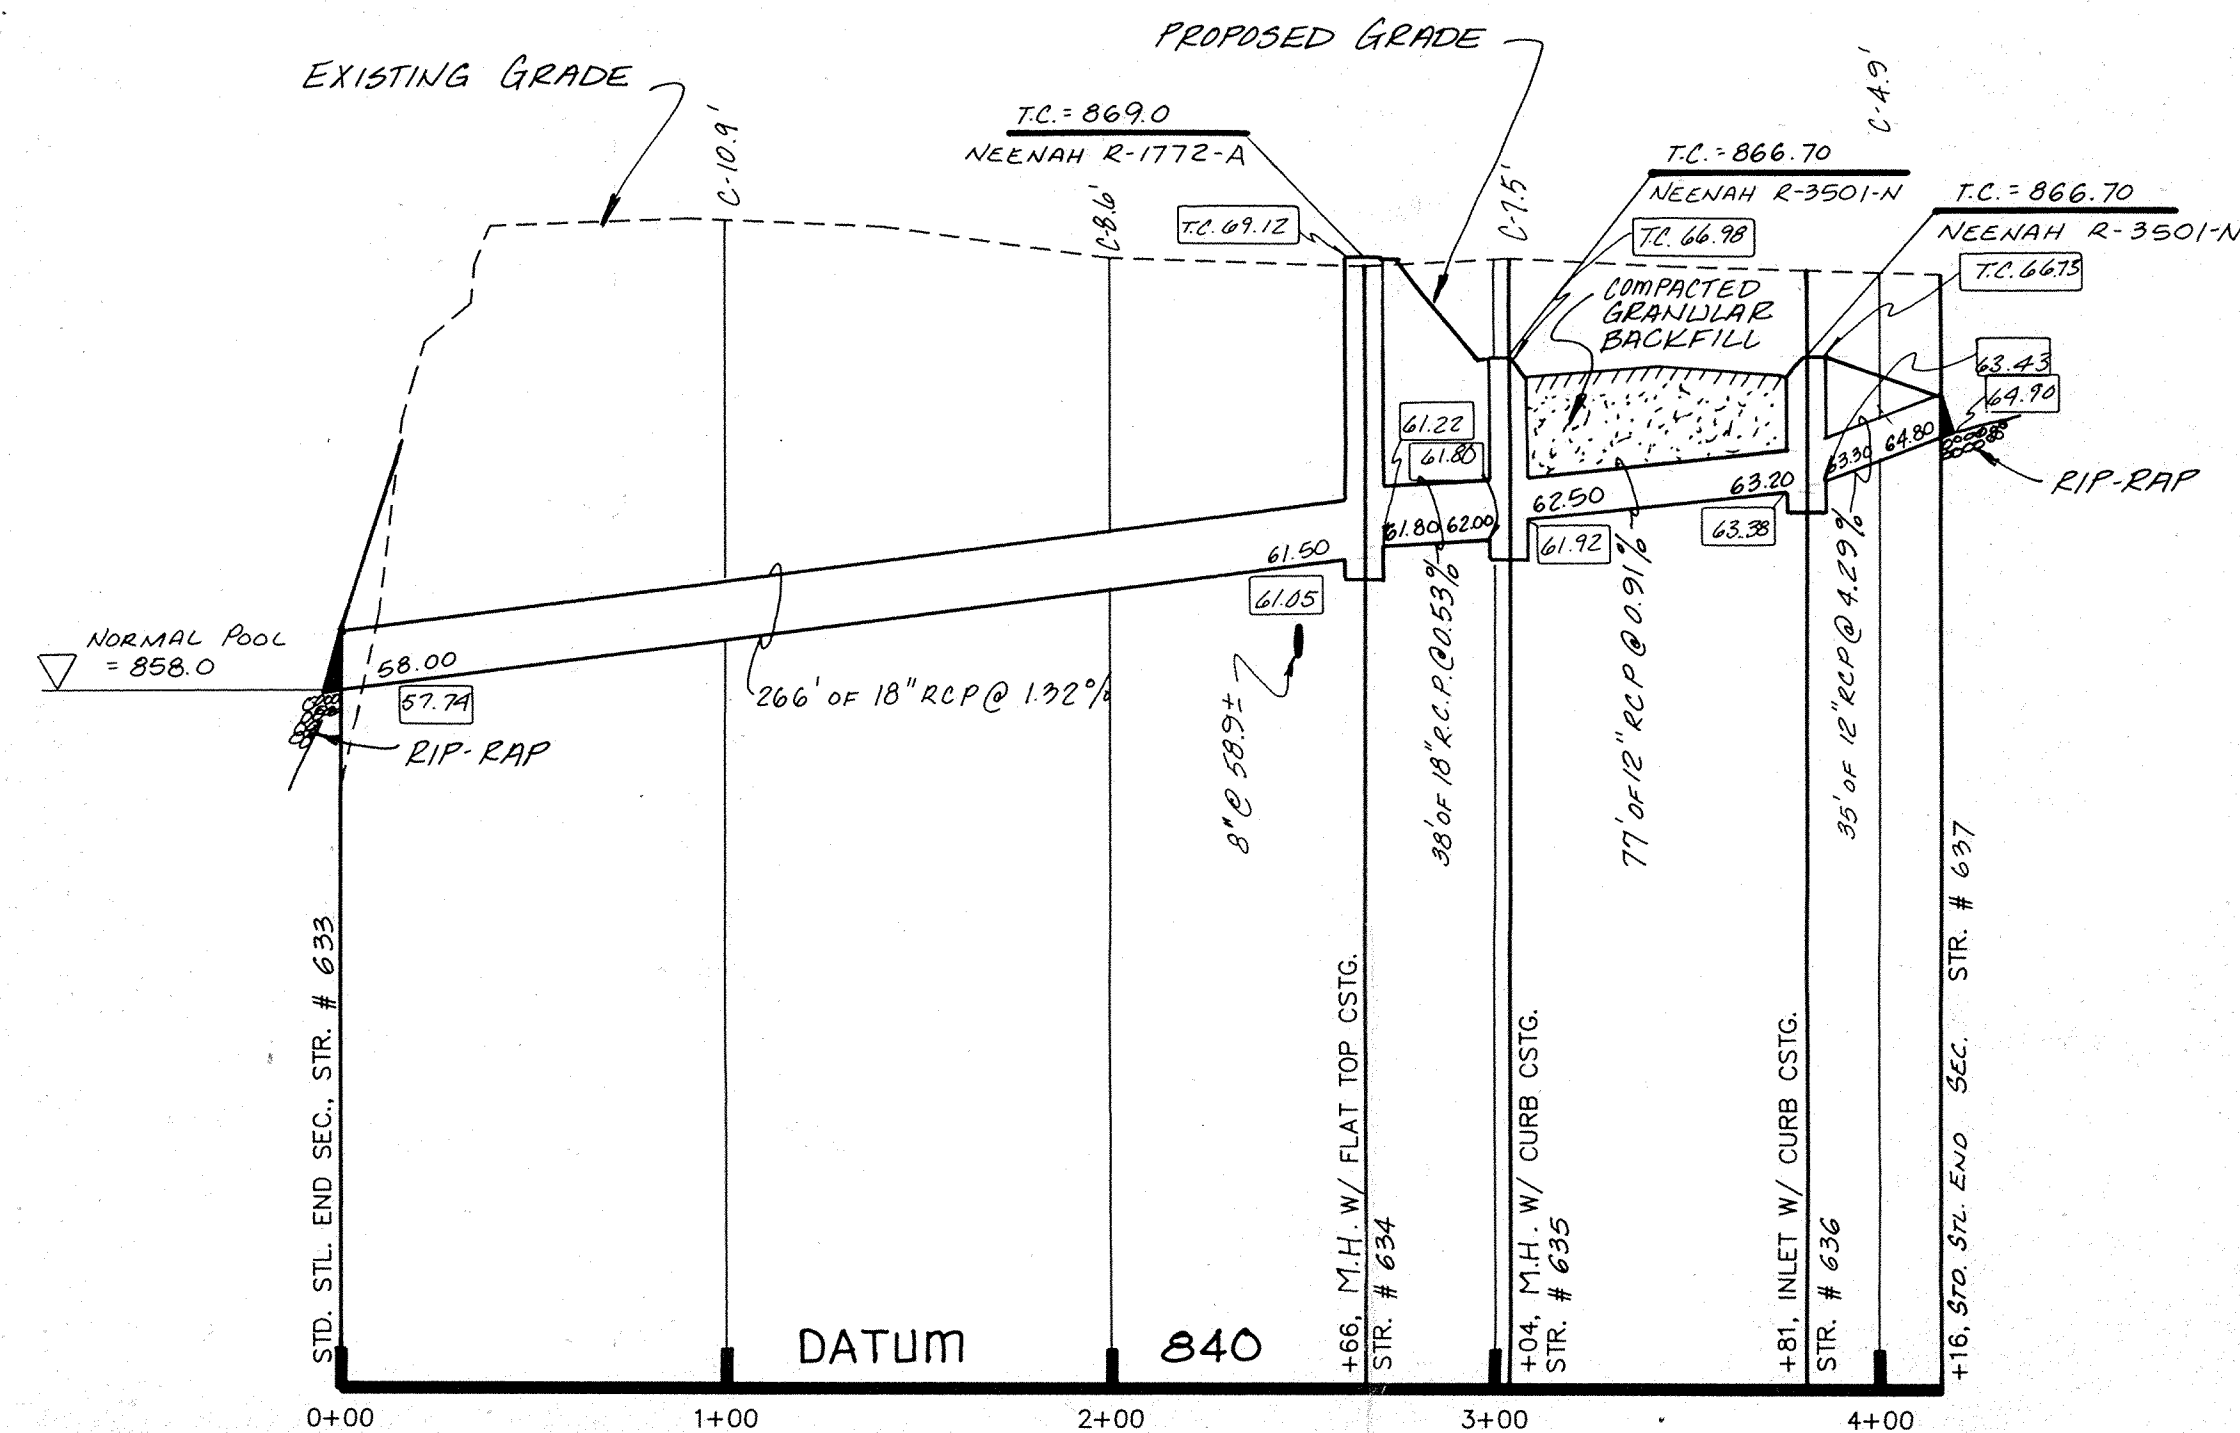 EXISTING GRADE
PROPOSED GRADE
C-10.9'
C-8.6'
C-7.5'
C-4.9'
T.C. = 869.0
NEENAH R-1772-A
T.C. = 866.70
NEENAH R-3501-N
T.C. = 866.70
NEENAH R-3501-N
T.C. 69.12
T.C. 66.98
T.C. 66.73
COMPACTED
GRANULAR
BACKFILL
63.43
64.90
61.22
61.80
RIP-RAP
61.50
61.80
62.00
62.50
63.20
63.30
64.80
61.05
61.92
63.38
NORMAL POOL
= 858.0
58.00
57.74
RIP-RAP
266' OF 18" RCP @ 1.32%
8" @ 58.9±
38' OF 18" R.C.P. @ 0.53%
77' OF 12" RCP @ 0.91%
35' OF 12" RCP @ 4.29%
STD. STL. END SEC., STR. # 633
+66, M.H. W/ FLAT TOP CSTG.
STR. # 634
+04, M.H. W/ CURB CSTG.
STR. # 635
+81, INLET W/ CURB CSTG.
STR. # 636
+16, STD. STL. END SEC. STR. # 637
DATUM 840
0+00
1+00
2+00
3+00
4+00